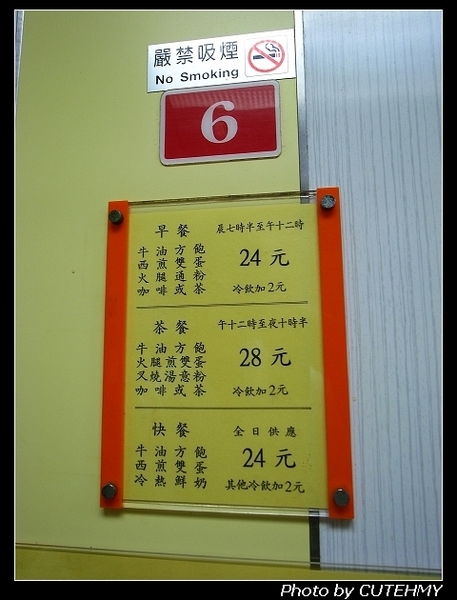 嚴禁吸煙
No Smoking
6
早餐 晨七時半至午十二時
牛油方飽
西煎雙蛋
火腿通粉
咖啡或茶
24元
冷飲加2元
茶餐 午十二時至夜十時半
牛油方飽
火腿煎雙蛋
叉燒湯意粉
咖啡或茶
28元
冷飲加2元
快餐 全日供應
牛油方飽
西煎雙蛋
冷熱鮮奶
24元
其他冷飲加2元
Photo by CUTEHMY